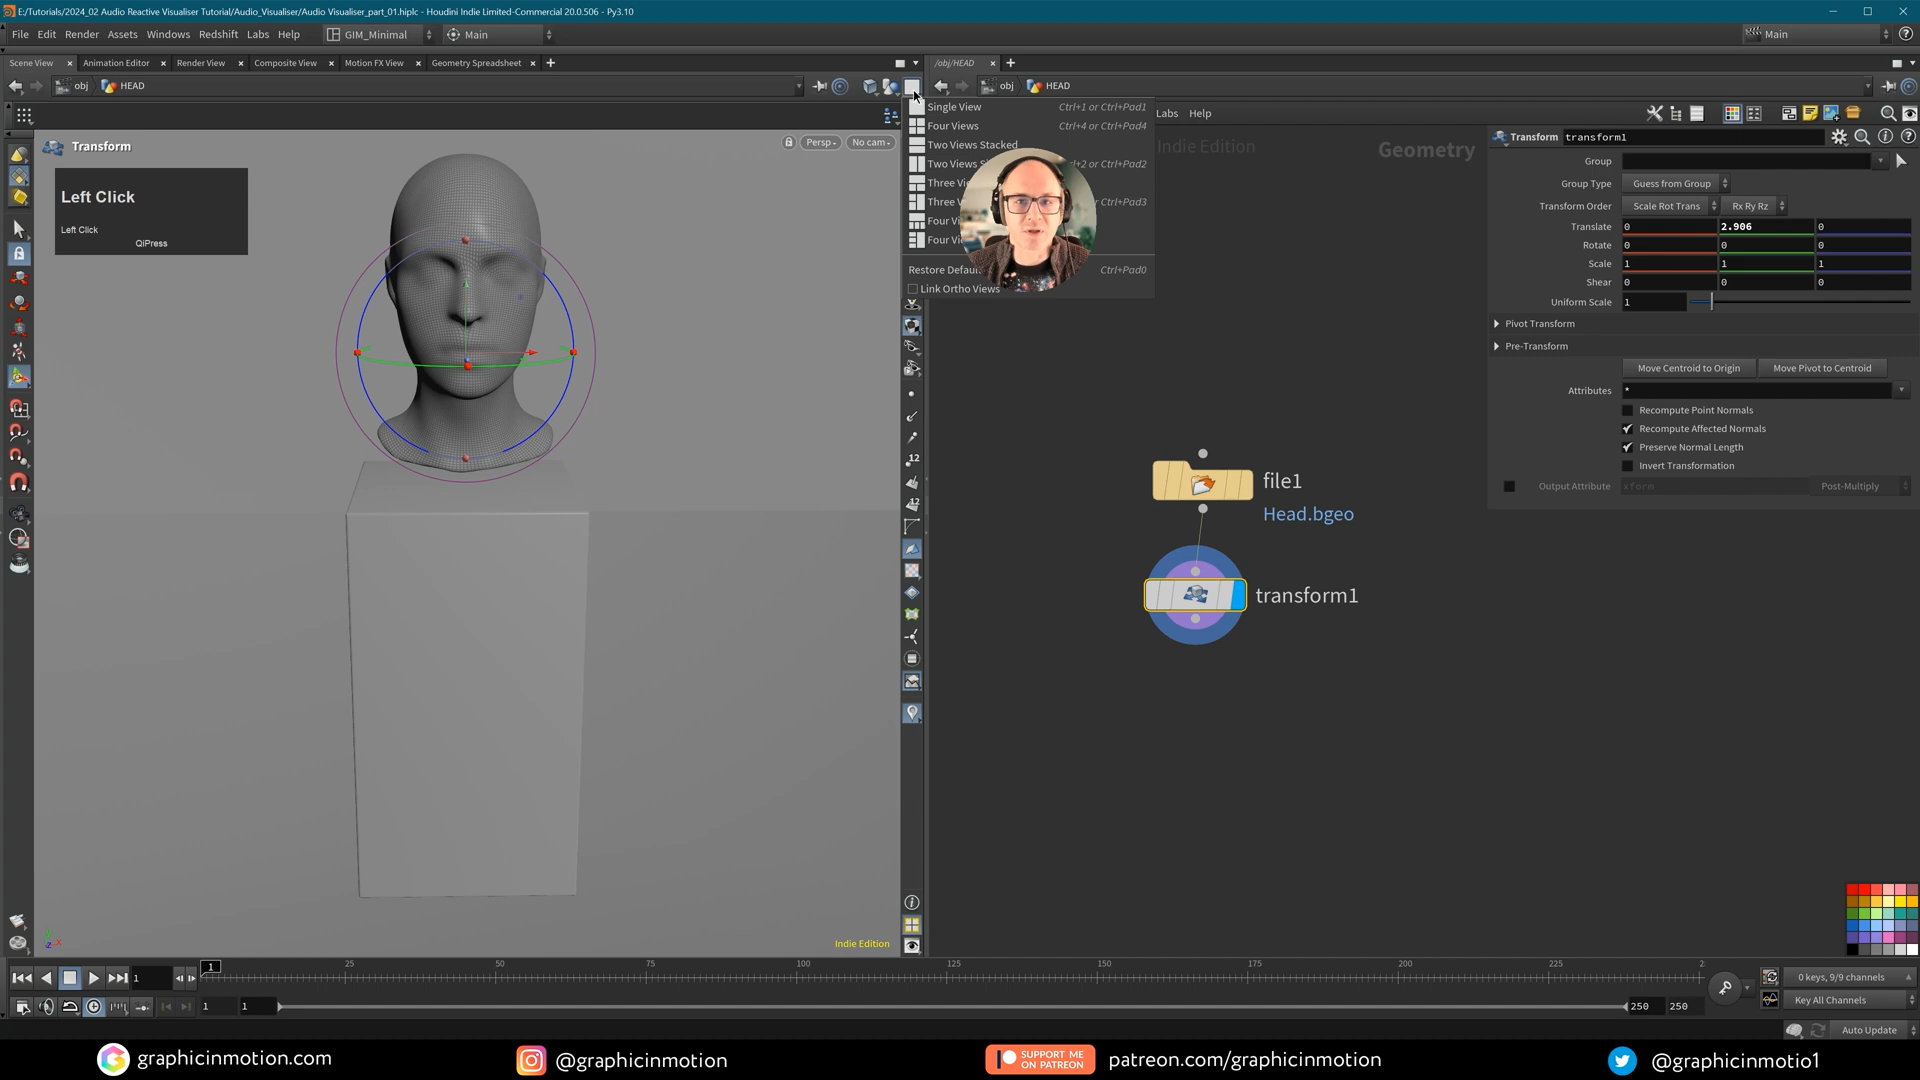 E:/Tutorials/2024_02 Audio Reactive Visualiser Tutorial/Audio_Visualiser/Audio Visualiser_part_01.hiplc - Houdini Indie Limited-Commercial 20.0.506 - Py3.10
File Edit Render Assets Windows Redshift Labs Help
GIM_Minimal
Main
Main
Scene View Animation Editor Render View Composite View Motion FX View Geometry Spreadsheet
/obj/HEAD
obj HEAD
obj HEAD
Transform
Persp
No cam
Left Click
Left Click
QiPress
Single View Ctrl+1 or Ctrl+Pad1
Four Views Ctrl+4 or Ctrl+Pad4
Two Views Stacked
Two Views
Three
Three
Four
Four
Ctrl+Pad0
Link Ortho Views
Labs Help
Indie Edition
Geometry
Transform transform1
Group
Group Type Guess from Group
Transform Order Scale Rot Trans Rx Ry Rz
Translate 0 2.906 0
Rotate 0 0 0
Scale 1 1 1
Shear 0 0 0
Uniform Scale 1
Pivot Transform
Pre-Transform
Move Centroid to Origin Move Pivot to Centroid
Attributes *
Recompute Point Normals
Recompute Affected Normals
Preserve Normal Length
Invert Transformation
Output Attribute xform Post-Multiply
file1
Head.bgeo
transform1
12
12
Indie Edition
1
1 25 50 75 100 125 150 175 200 225 2
0 keys, 9/9 channels
1 1
250 250
Key All Channels
Auto Update
graphicinmotion.com
@graphicinmotion
SUPPORT ME
ON PATREON
patreon.com/graphicinmotion
@graphicinmotio1